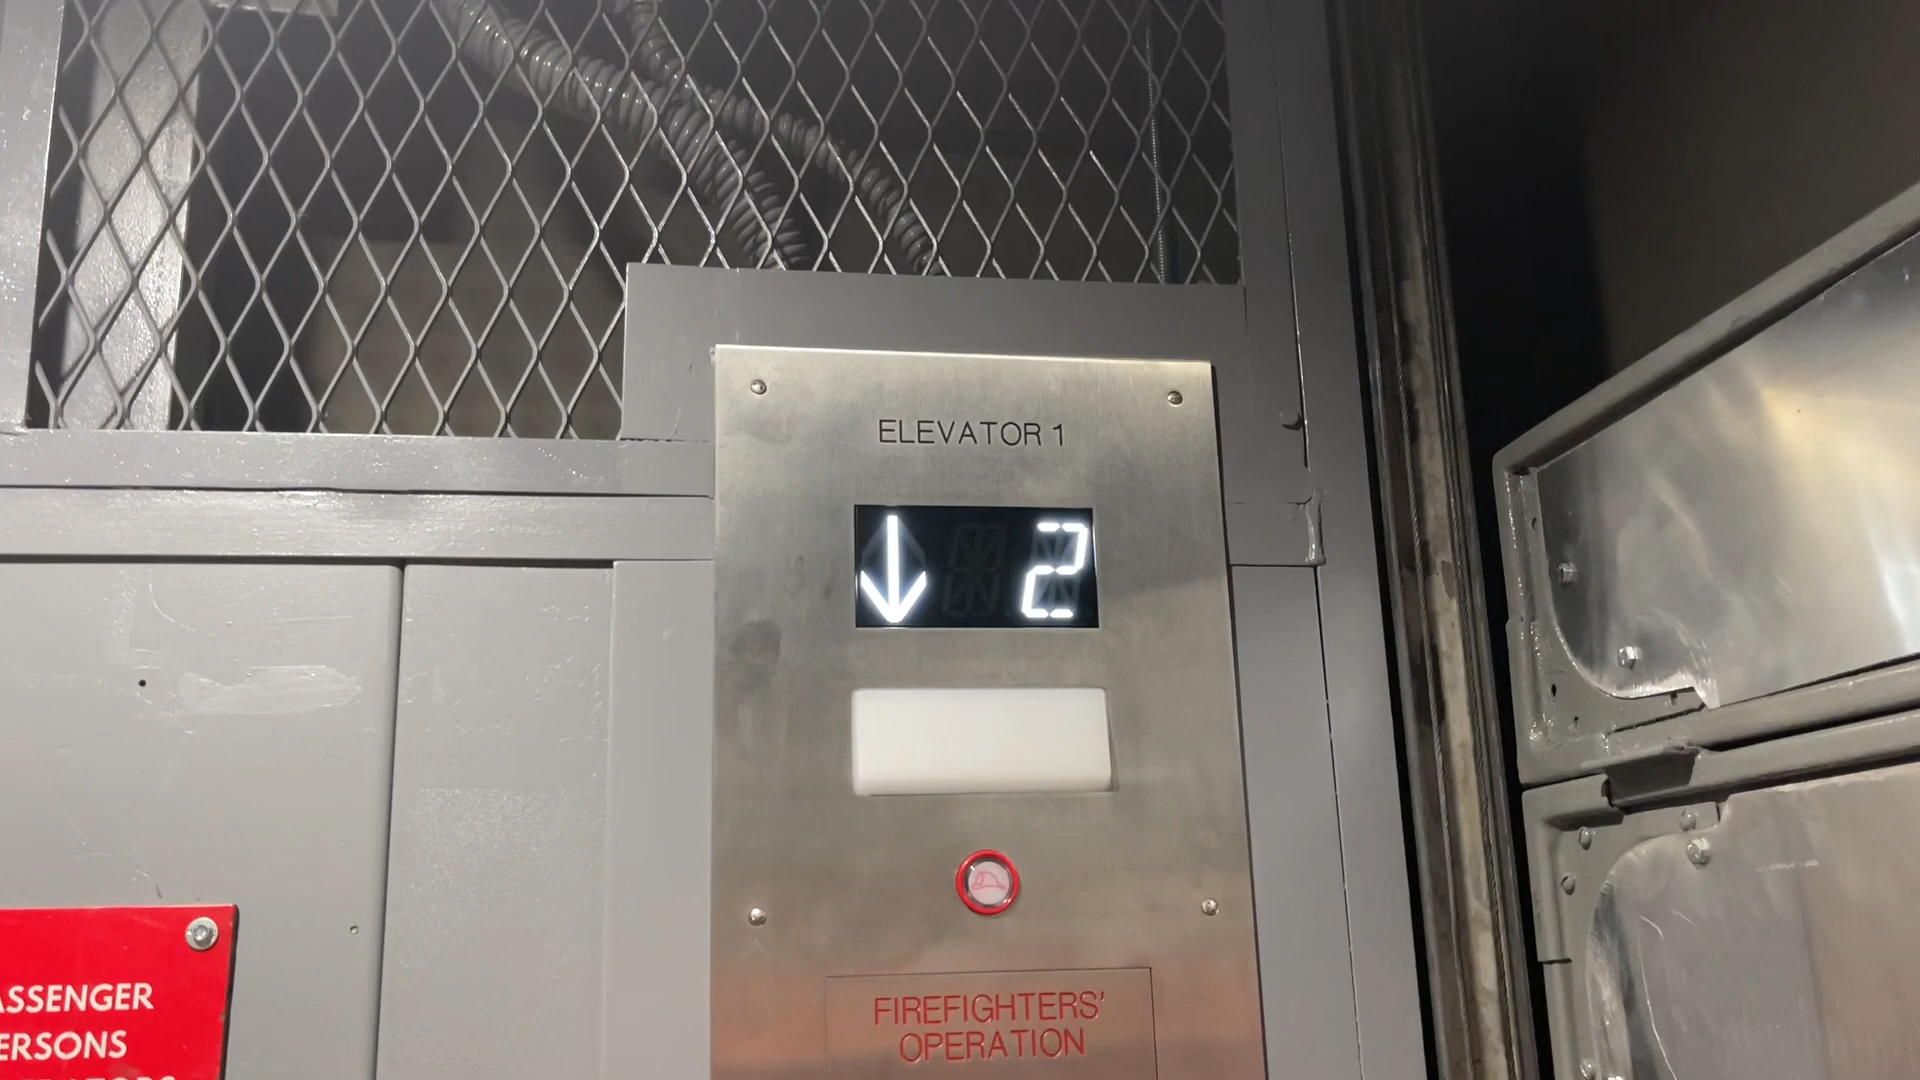 ELEVATOR 1
↓ 2
FIREFIGHTERS'
OPERATION
ASSENGER
ERSONS